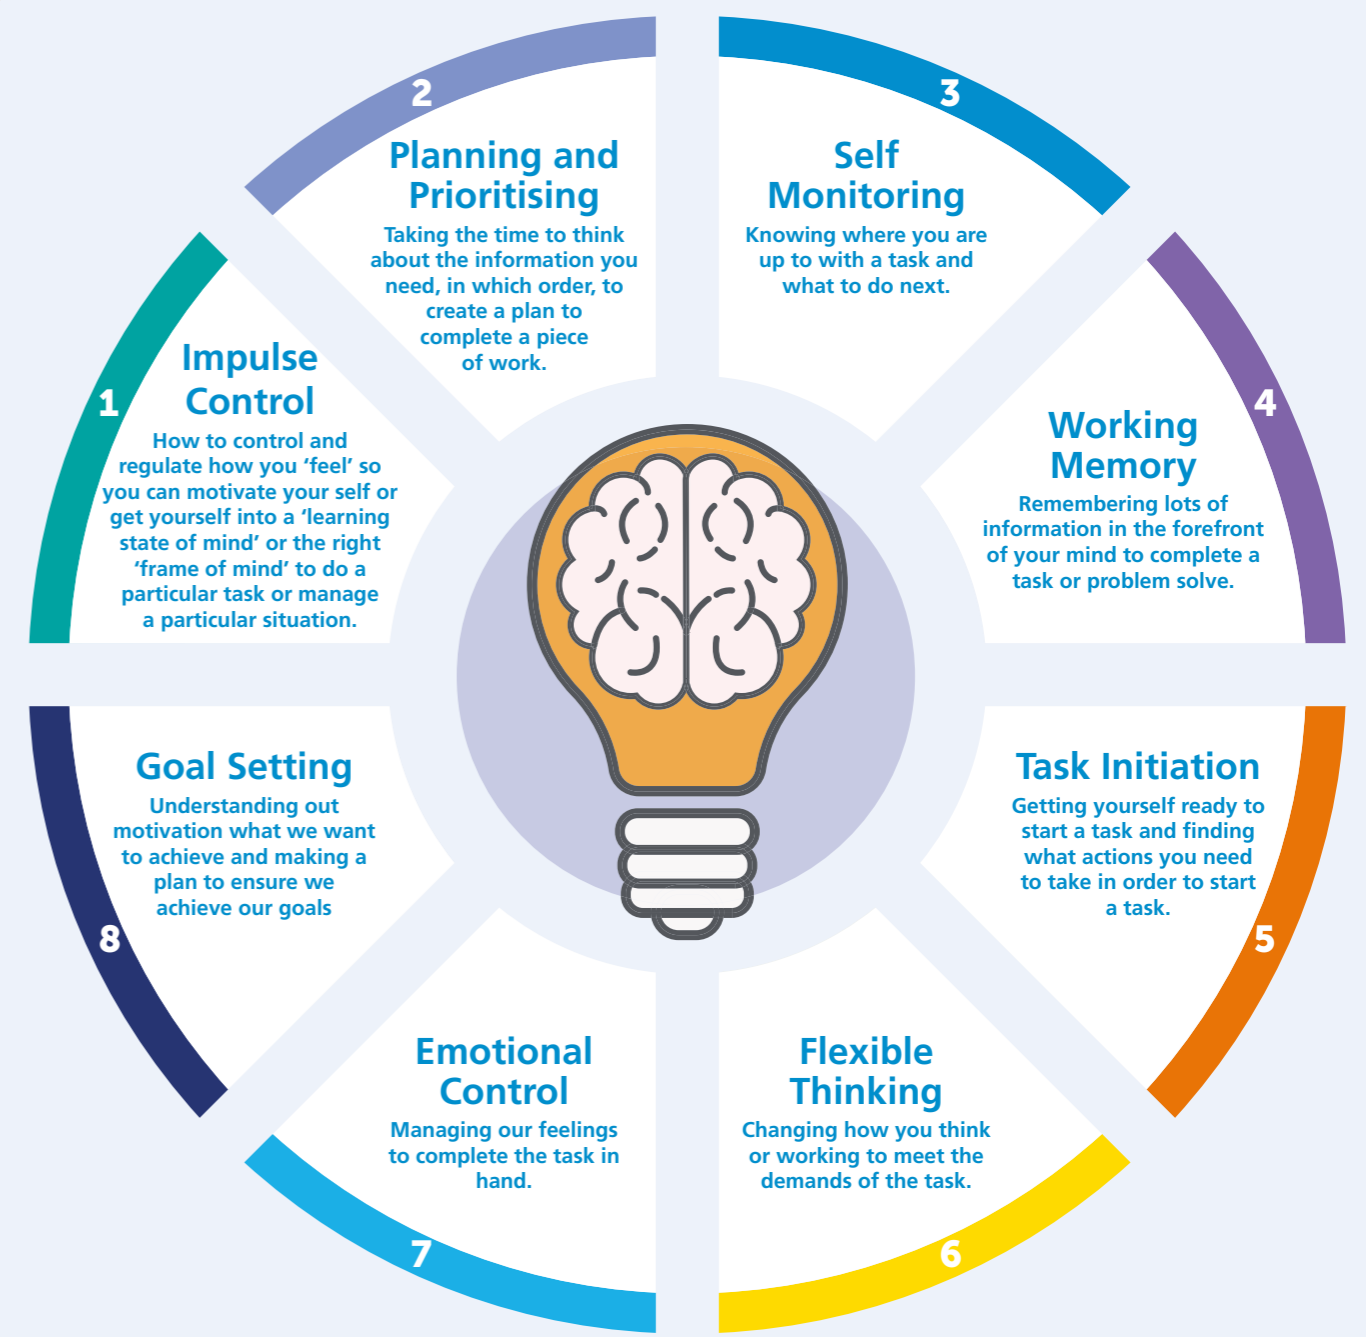 1
Impulse
Control
How to control and
regulate how you ‘feel’ so
you can motivate your self or
get yourself into a ‘learning
state of mind’ or the right
‘frame of mind’ to do a
particular task or manage
a particular situation.
2
Planning and
Prioritising
Taking the time to think
about the information you
need, in which order, to
create a plan to
complete a piece
of work.
3
Self
Monitoring
Knowing where you are
up to with a task and
what to do next.
4
Working
Memory
Remembering lots of
information in the forefront
of your mind to complete a
task or problem solve.
5
Task Initiation
Getting yourself ready to
start a task and finding
what actions you need
to take in order to start
a task.
6
Flexible
Thinking
Changing how you think
or working to meet the
demands of the task.
7
Emotional
Control
Managing our feelings
to complete the task in
hand.
8
Goal Setting
Understanding out
motivation what we want
to achieve and making a
plan to ensure we
achieve our goals